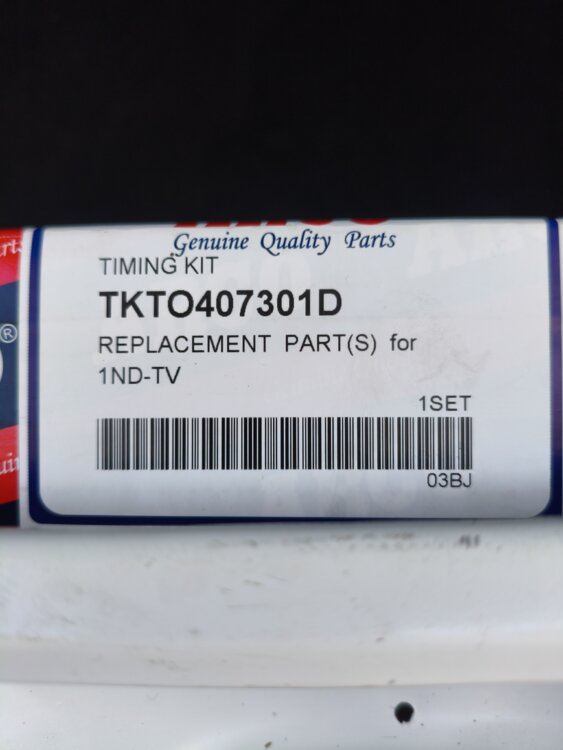 Genuine Quality Parts
TIMING KIT
TKTO407301D
REPLACEMENT PART(S) for
1ND-TV
1SET
03BJ
®